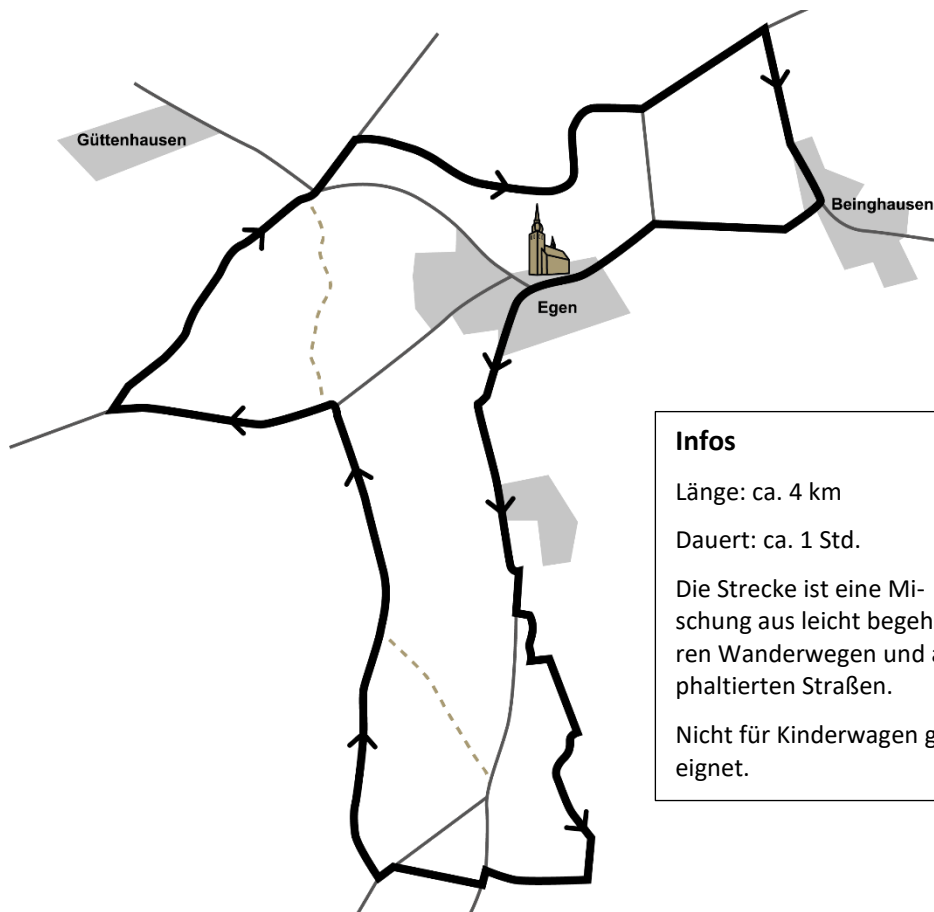 Güttenhausen
Beinghausen
Egen
Infos
Länge: ca. 4 km
Dauert: ca. 1 Std.
Die Strecke ist eine Mi-
schung aus leicht begeh
ren Wanderwegen und a
phaltierten Straßen.
Nicht für Kinderwagen g
eignet.